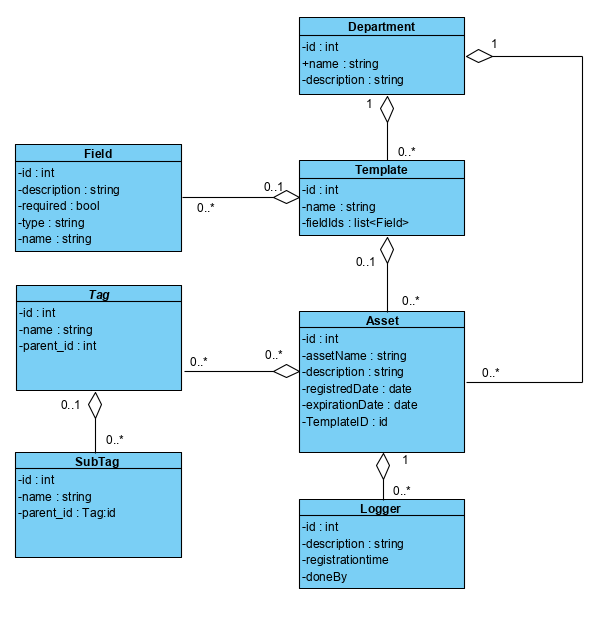 Department
-id : int
+name : string
-description : string
1
1
0..*
Field
-id : int
-description : string
-required : bool
-type : string
-name : string
0..1
0..*
Template
-id : int
-name : string
-fieldIds : list<Field>
0..1
0..*
Tag
-id : int
-name : string
-parent_id : int
0..*
0..*
Asset
-id : int
-assetName : string
-description : string
-registredDate : date
-expirationDate : date
-TemplateID : id
0..*
0..1
0..*
SubTag
-id : int
-name : string
-parent_id : Tag:id
1
0..*
Logger
-id : int
-description : string
-registrationtime
-doneBy